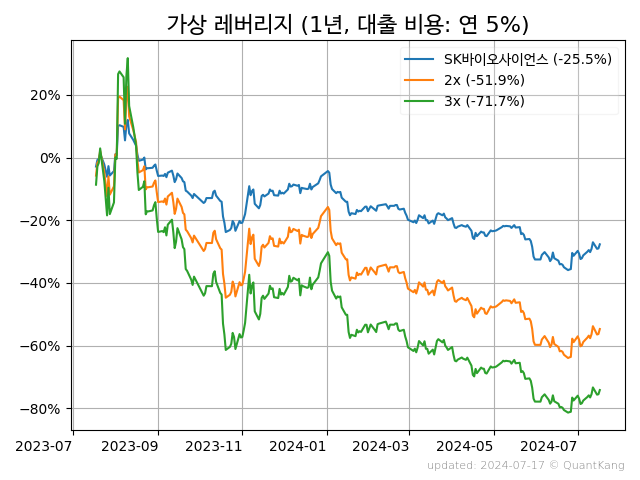 가상 레버리지 (1년, 대출 비용: 연 5%)
SK바이오사이언스 (-25.5%)
2x (-51.9%)
3x (-71.7%)
20%
0%
−20%
−40%
−60%
−80%
2023-07 2023-09 2023-11 2024-01 2024-03 2024-05 2024-07
updated: 2024-07-17 © QuantKang